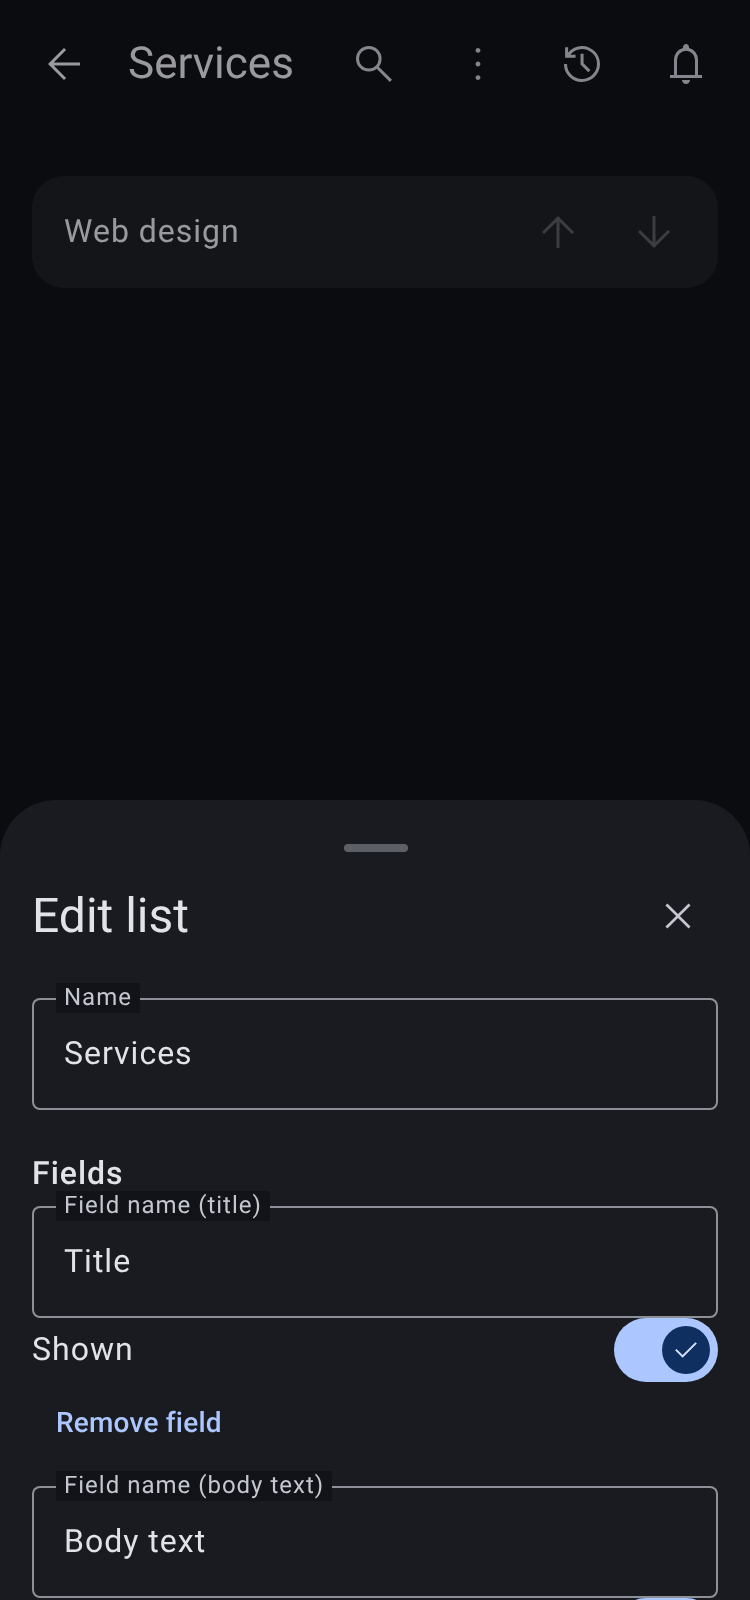 Services
Web design
Edit list
Name
Services
Fields
Field name (title)
Title
Shown
Remove field
Field name (body text)
Body text